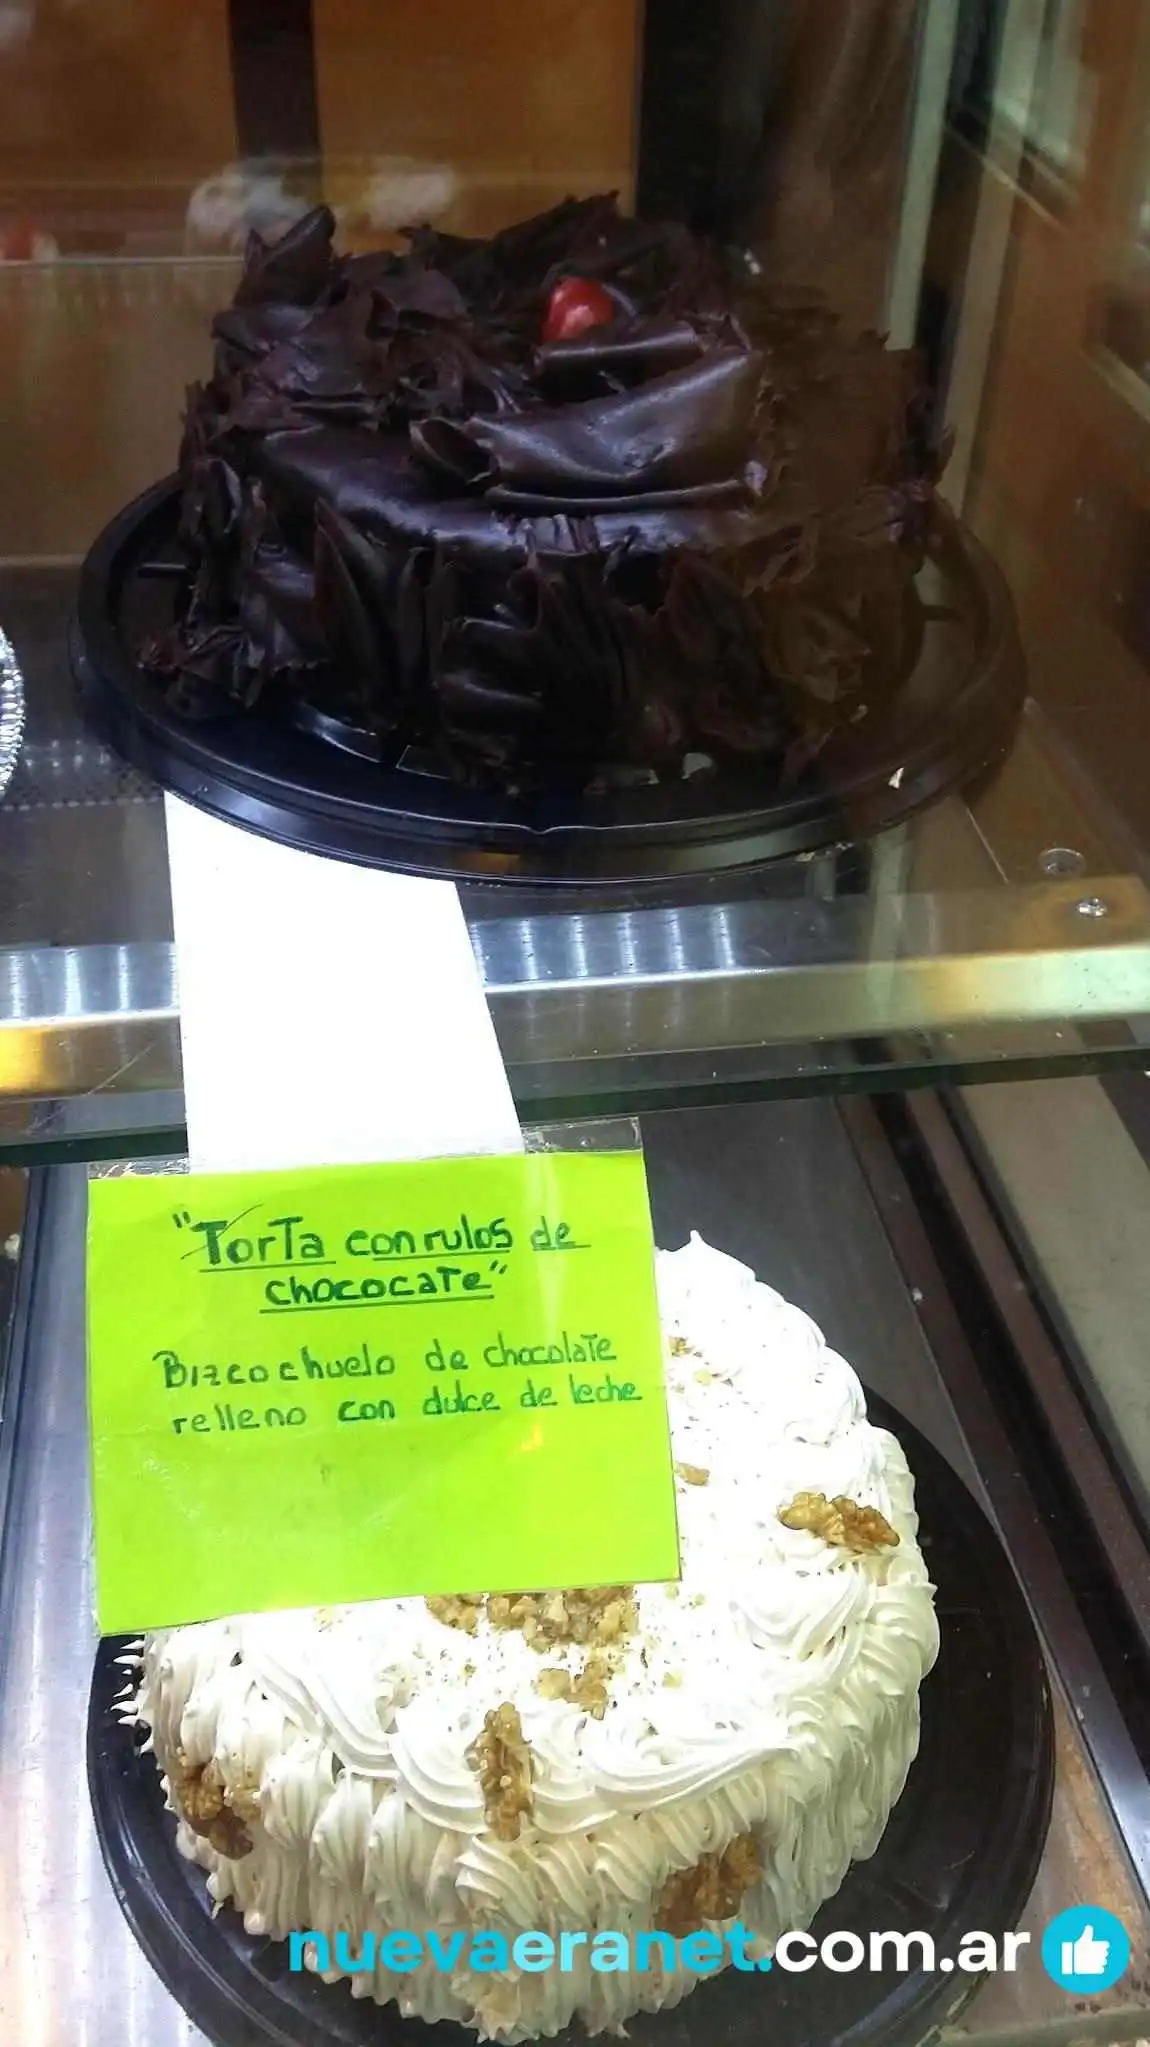 "Torta con rulos de
chococate"
Bizcochuelo de chocolate
relleno con dulce de leche
nuevaeranet.com.ar